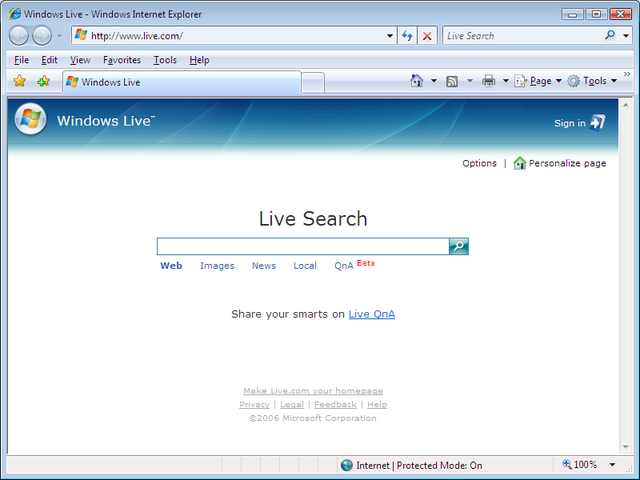 Windows Live - Windows Internet Explorer
http://www.live.com/
Live Search
File Edit View Favorites Tools Help
Windows Live
Page Tools
Windows Live™
Sign in
Options | Personalize page
Live Search
Web Images News Local QnA Beta
Share your smarts on Live QnA
Make Live.com your homepage
Privacy | Legal | Feedback | Help
©2006 Microsoft Corporation
Internet | Protected Mode: On
100%